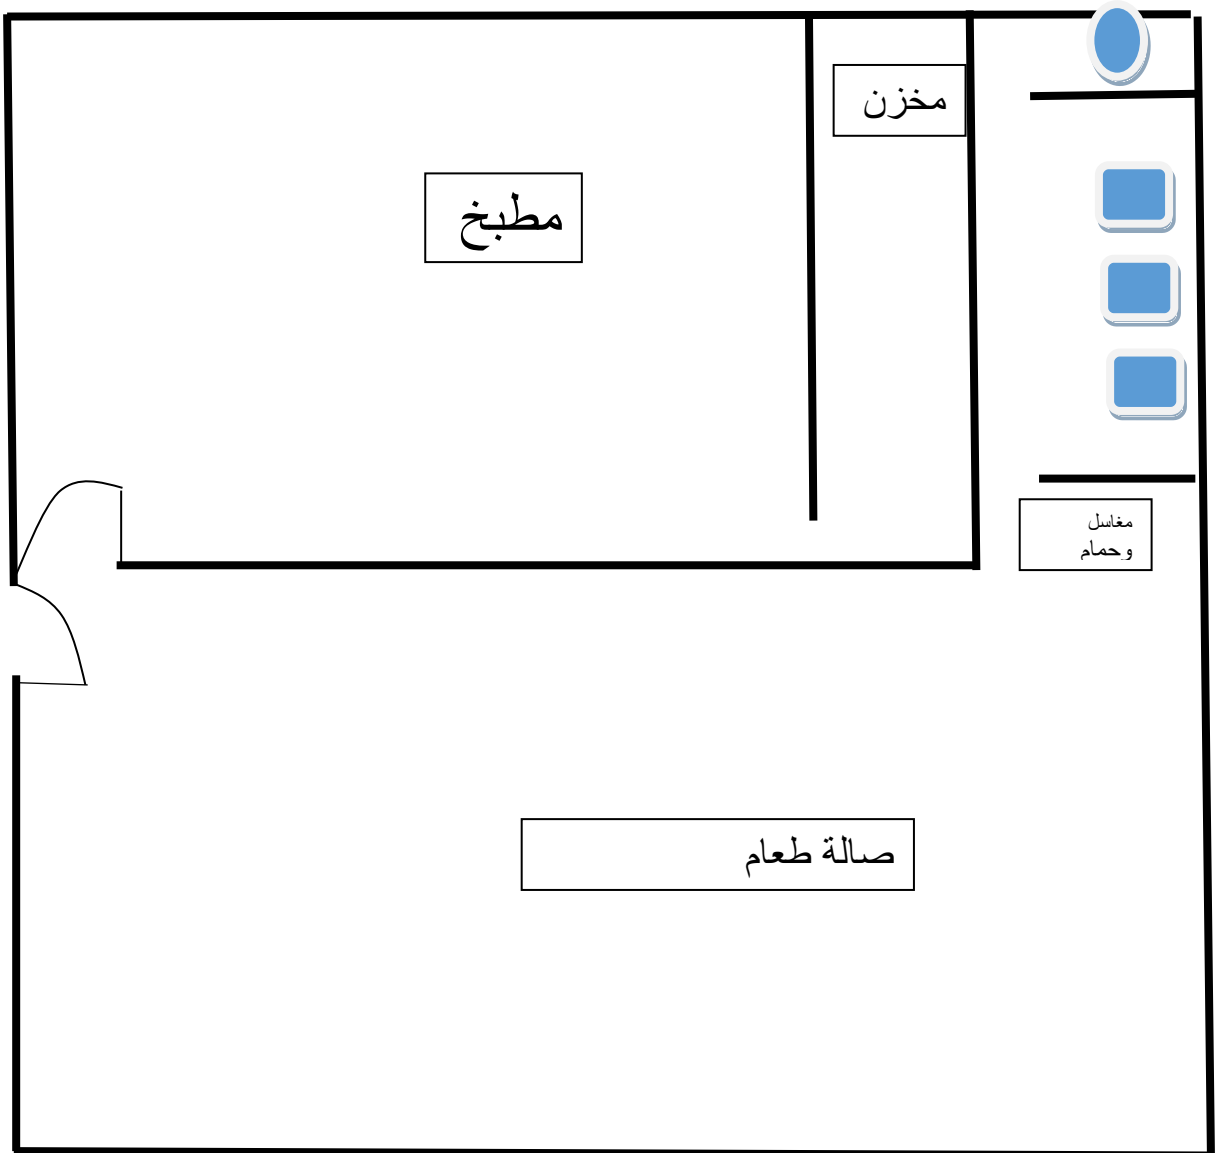 مخزن
مطبخ
مغاسل
وحمام
صالة طعام